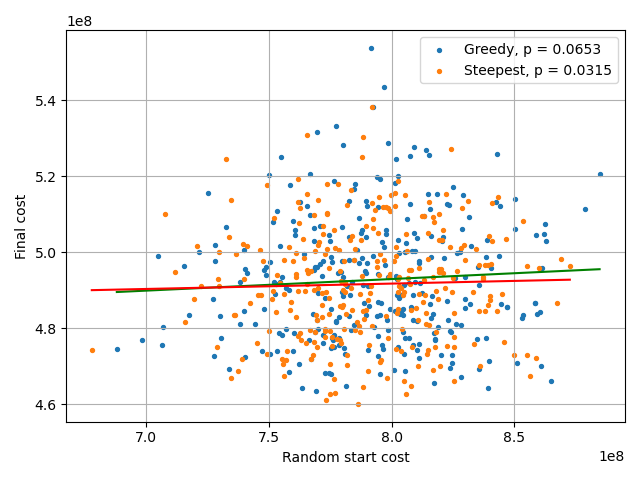 1e8
Greedy, p = 0.0653
Steepest, p = 0.0315
5.4
5.2
5.0
4.8
4.6
Final cost
7.0 7.5 8.0 8.5
Random start cost
1e8